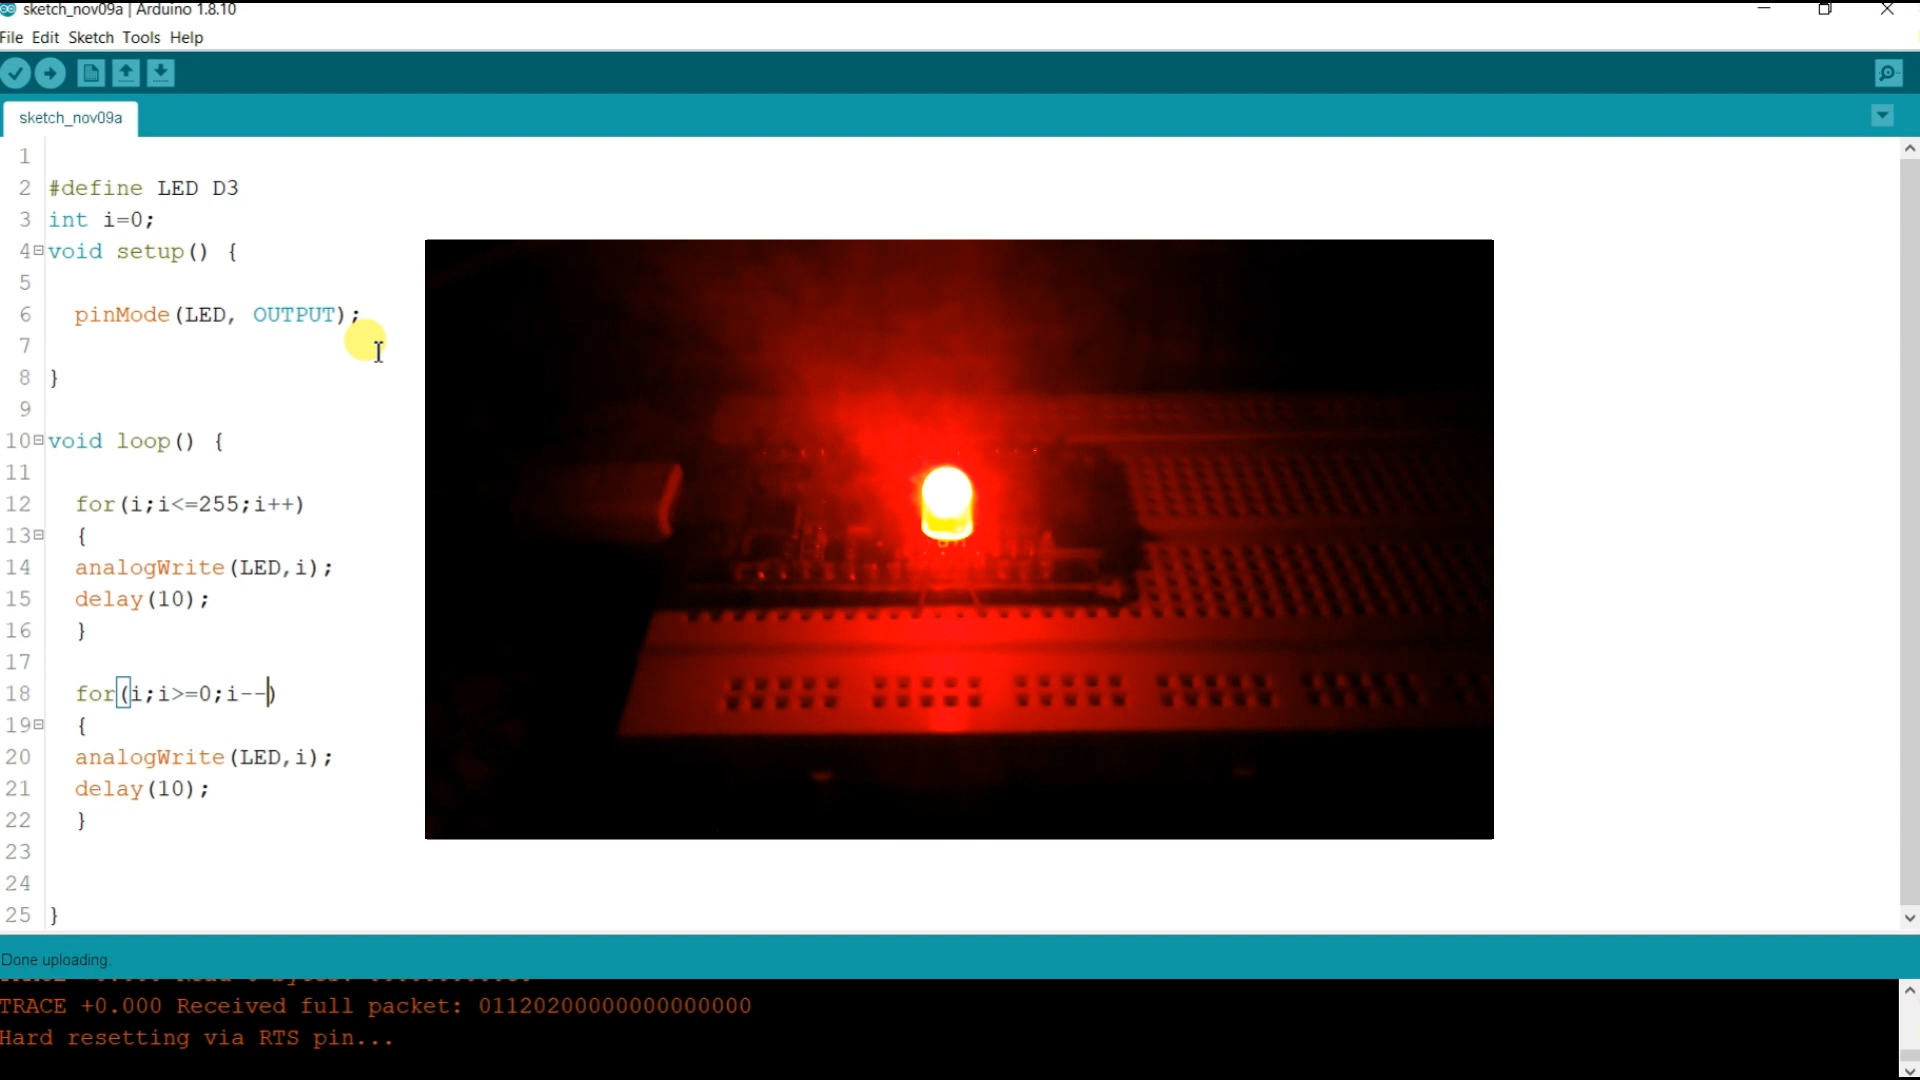 sketch_nov09a | Arduino 1.8.10
File Edit Sketch Tools Help
sketch_nov09a
1
2 #define LED D3
3 int i=0;
4 void setup() {
5
6 pinMode(LED, OUTPUT);
7
8 }
9
10 void loop() {
11
12 for(i;i<=255;i++)
13 {
14 analogWrite(LED,i);
15 delay(10);
16 }
17
18 for(i;i>=0;i--)
19 {
20 analogWrite(LED,i);
21 delay(10);
22 }
23
24
25 }
Done uploading.
TRACE +0.000 Received full packet: 01120200000000000000
Hard resetting via RTS pin...